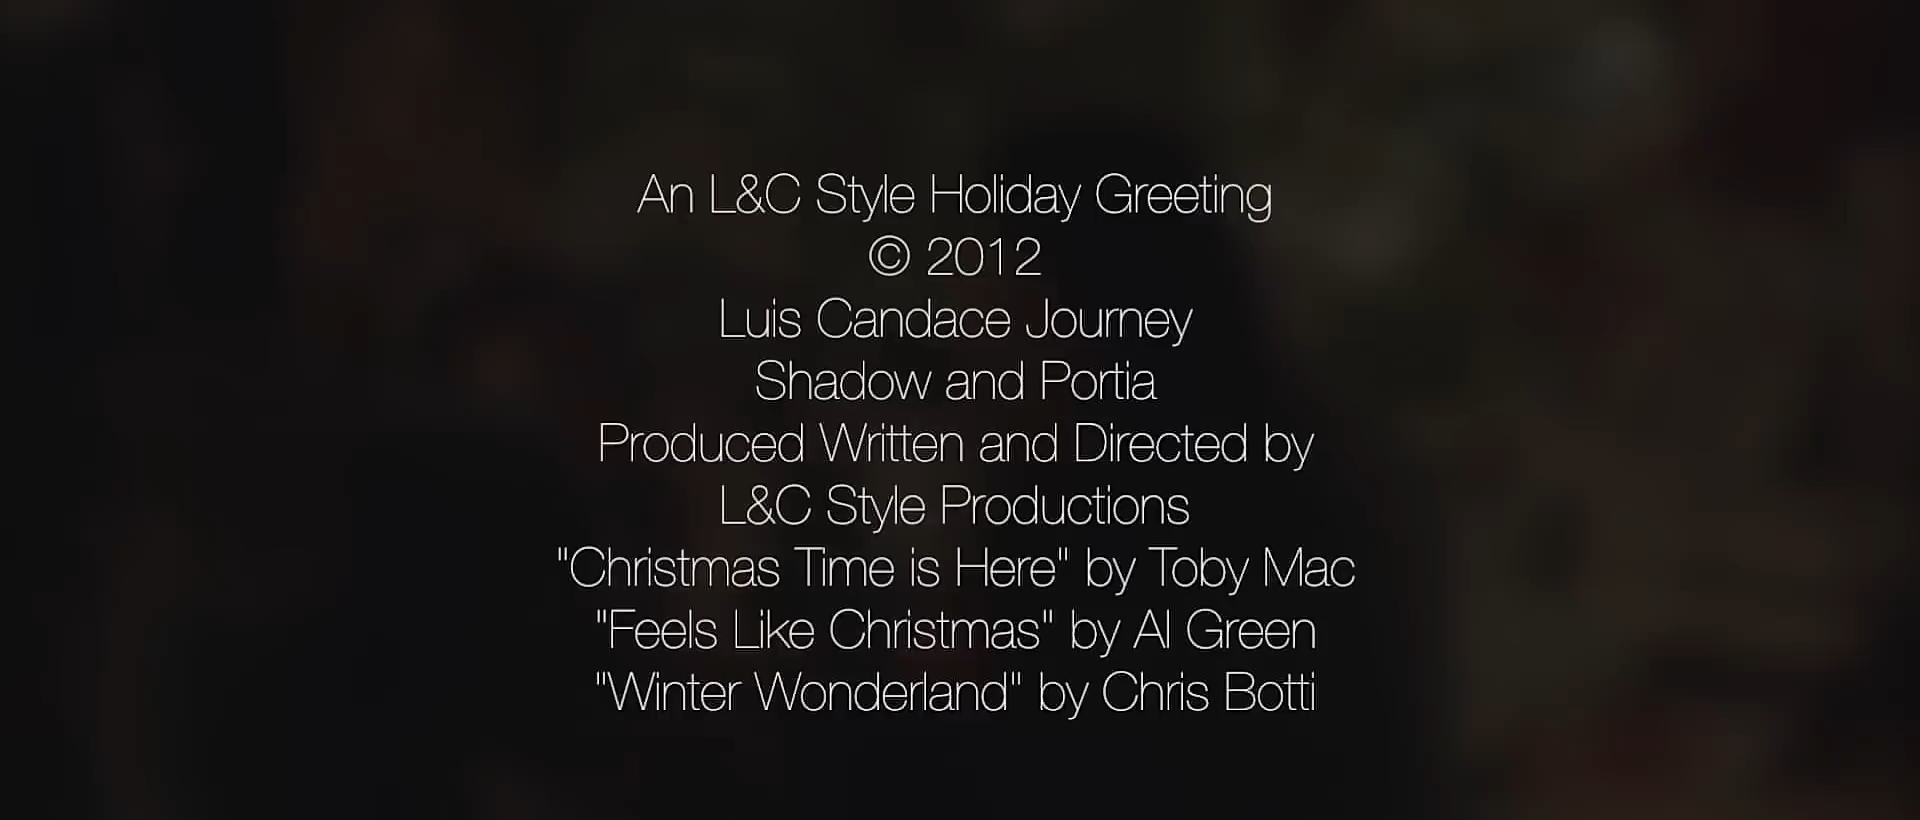 An L&C Style Holiday Greeting
© 2012
Luis Candace Journey
Shadow and Portia
Produced Written and Directed by
L&C Style Productions
"Christmas Time is Here" by Toby Mac
"Feels Like Christmas" by Al Green
"Winter Wonderland" by Chris Botti